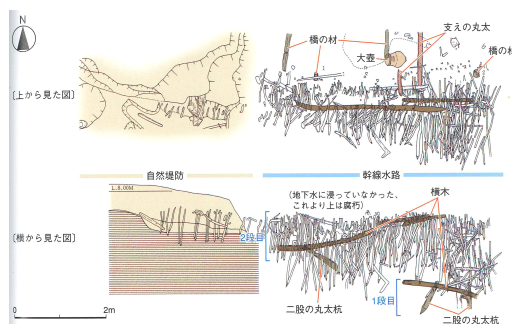 N
橋の材
支えの丸太
大壺
橋の材
[上から見た図]
自然堤防
幹線水路
L:8.00M
(地下水に浸っていなかった、
これより上は腐朽)
横木
[横から見た図]
2段目
1段目
二股の丸太杭
二股の丸太杭
0
2m